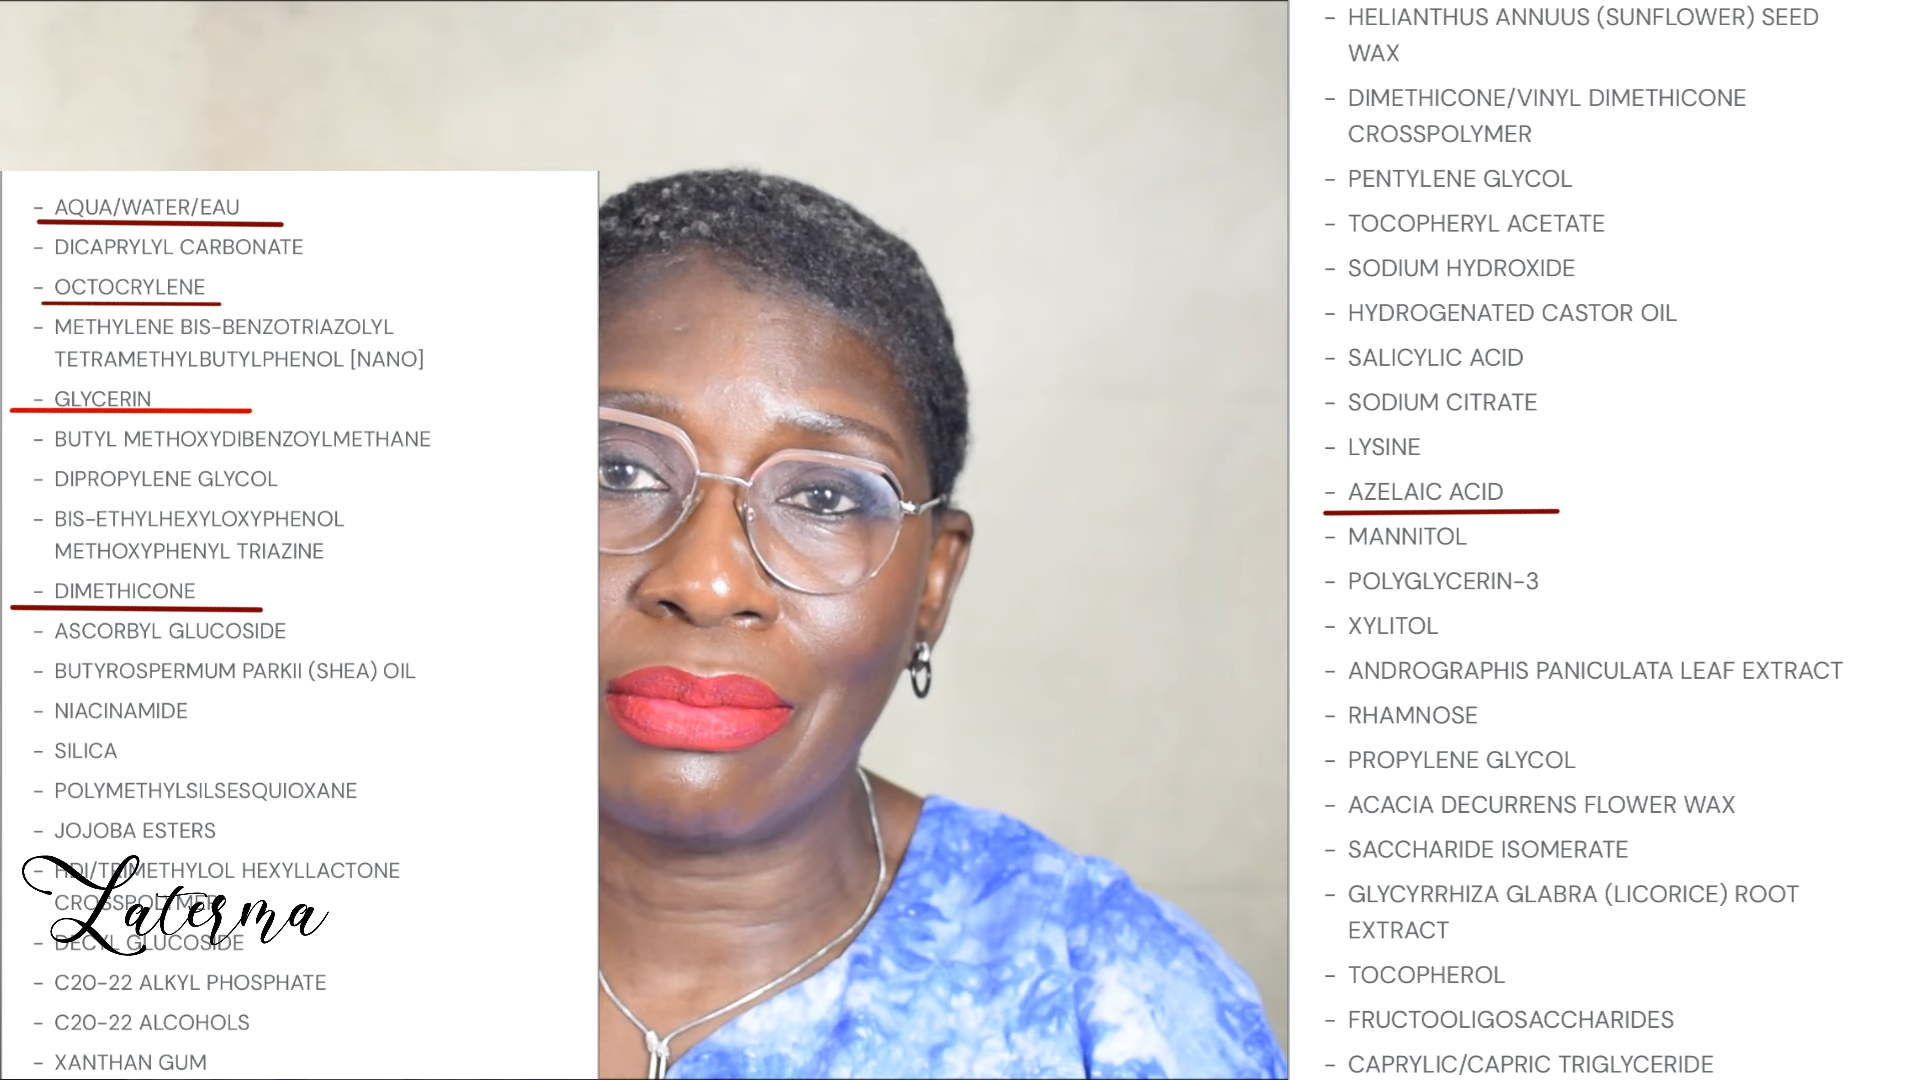 - AQUA/WATER/EAU
- DICAPRYLYL CARBONATE
- OCTOCRYLENE
- METHYLENE BIS-BENZOTRIAZOLYL
TETRAMETHYLBUTYLPHENOL [NANO]
- GLYCERIN
- BUTYL METHOXYDIBENZOYLMETHANE
- DIPROPYLENE GLYCOL
- BIS-ETHYLHEXYLOXYPHENOL
METHOXYPHENYL TRIAZINE
- DIMETHICONE
- ASCORBYL GLUCOSIDE
- BUTYROSPERMUM PARKII (SHEA) OIL
- NIACINAMIDE
- SILICA
- POLYMETHYLSILSESQUIOXANE
- JOJOBA ESTERS
- HDI/TRIMETHYLOL HEXYLLACTONE
CROSSPOLYMER
Laterma
- DECYL GLUCOSIDE
- C20-22 ALKYL PHOSPHATE
- C20-22 ALCOHOLS
- XANTHAN GUM
- HELIANTHUS ANNUUS (SUNFLOWER) SEED
WAX
- DIMETHICONE/VINYL DIMETHICONE
CROSSPOLYMER
- PENTYLENE GLYCOL
- TOCOPHERYL ACETATE
- SODIUM HYDROXIDE
- HYDROGENATED CASTOR OIL
- SALICYLIC ACID
- SODIUM CITRATE
- LYSINE
- AZELAIC ACID
- MANNITOL
- POLYGLYCERIN-3
- XYLITOL
- ANDROGRAPHIS PANICULATA LEAF EXTRACT
- RHAMNOSE
- PROPYLENE GLYCOL
- ACACIA DECURRENS FLOWER WAX
- SACCHARIDE ISOMERATE
- GLYCYRRHIZA GLABRA (LICORICE) ROOT
EXTRACT
- TOCOPHEROL
- FRUCTOOLIGOSACCHARIDES
- CAPRYLIC/CAPRIC TRIGLYCERIDE